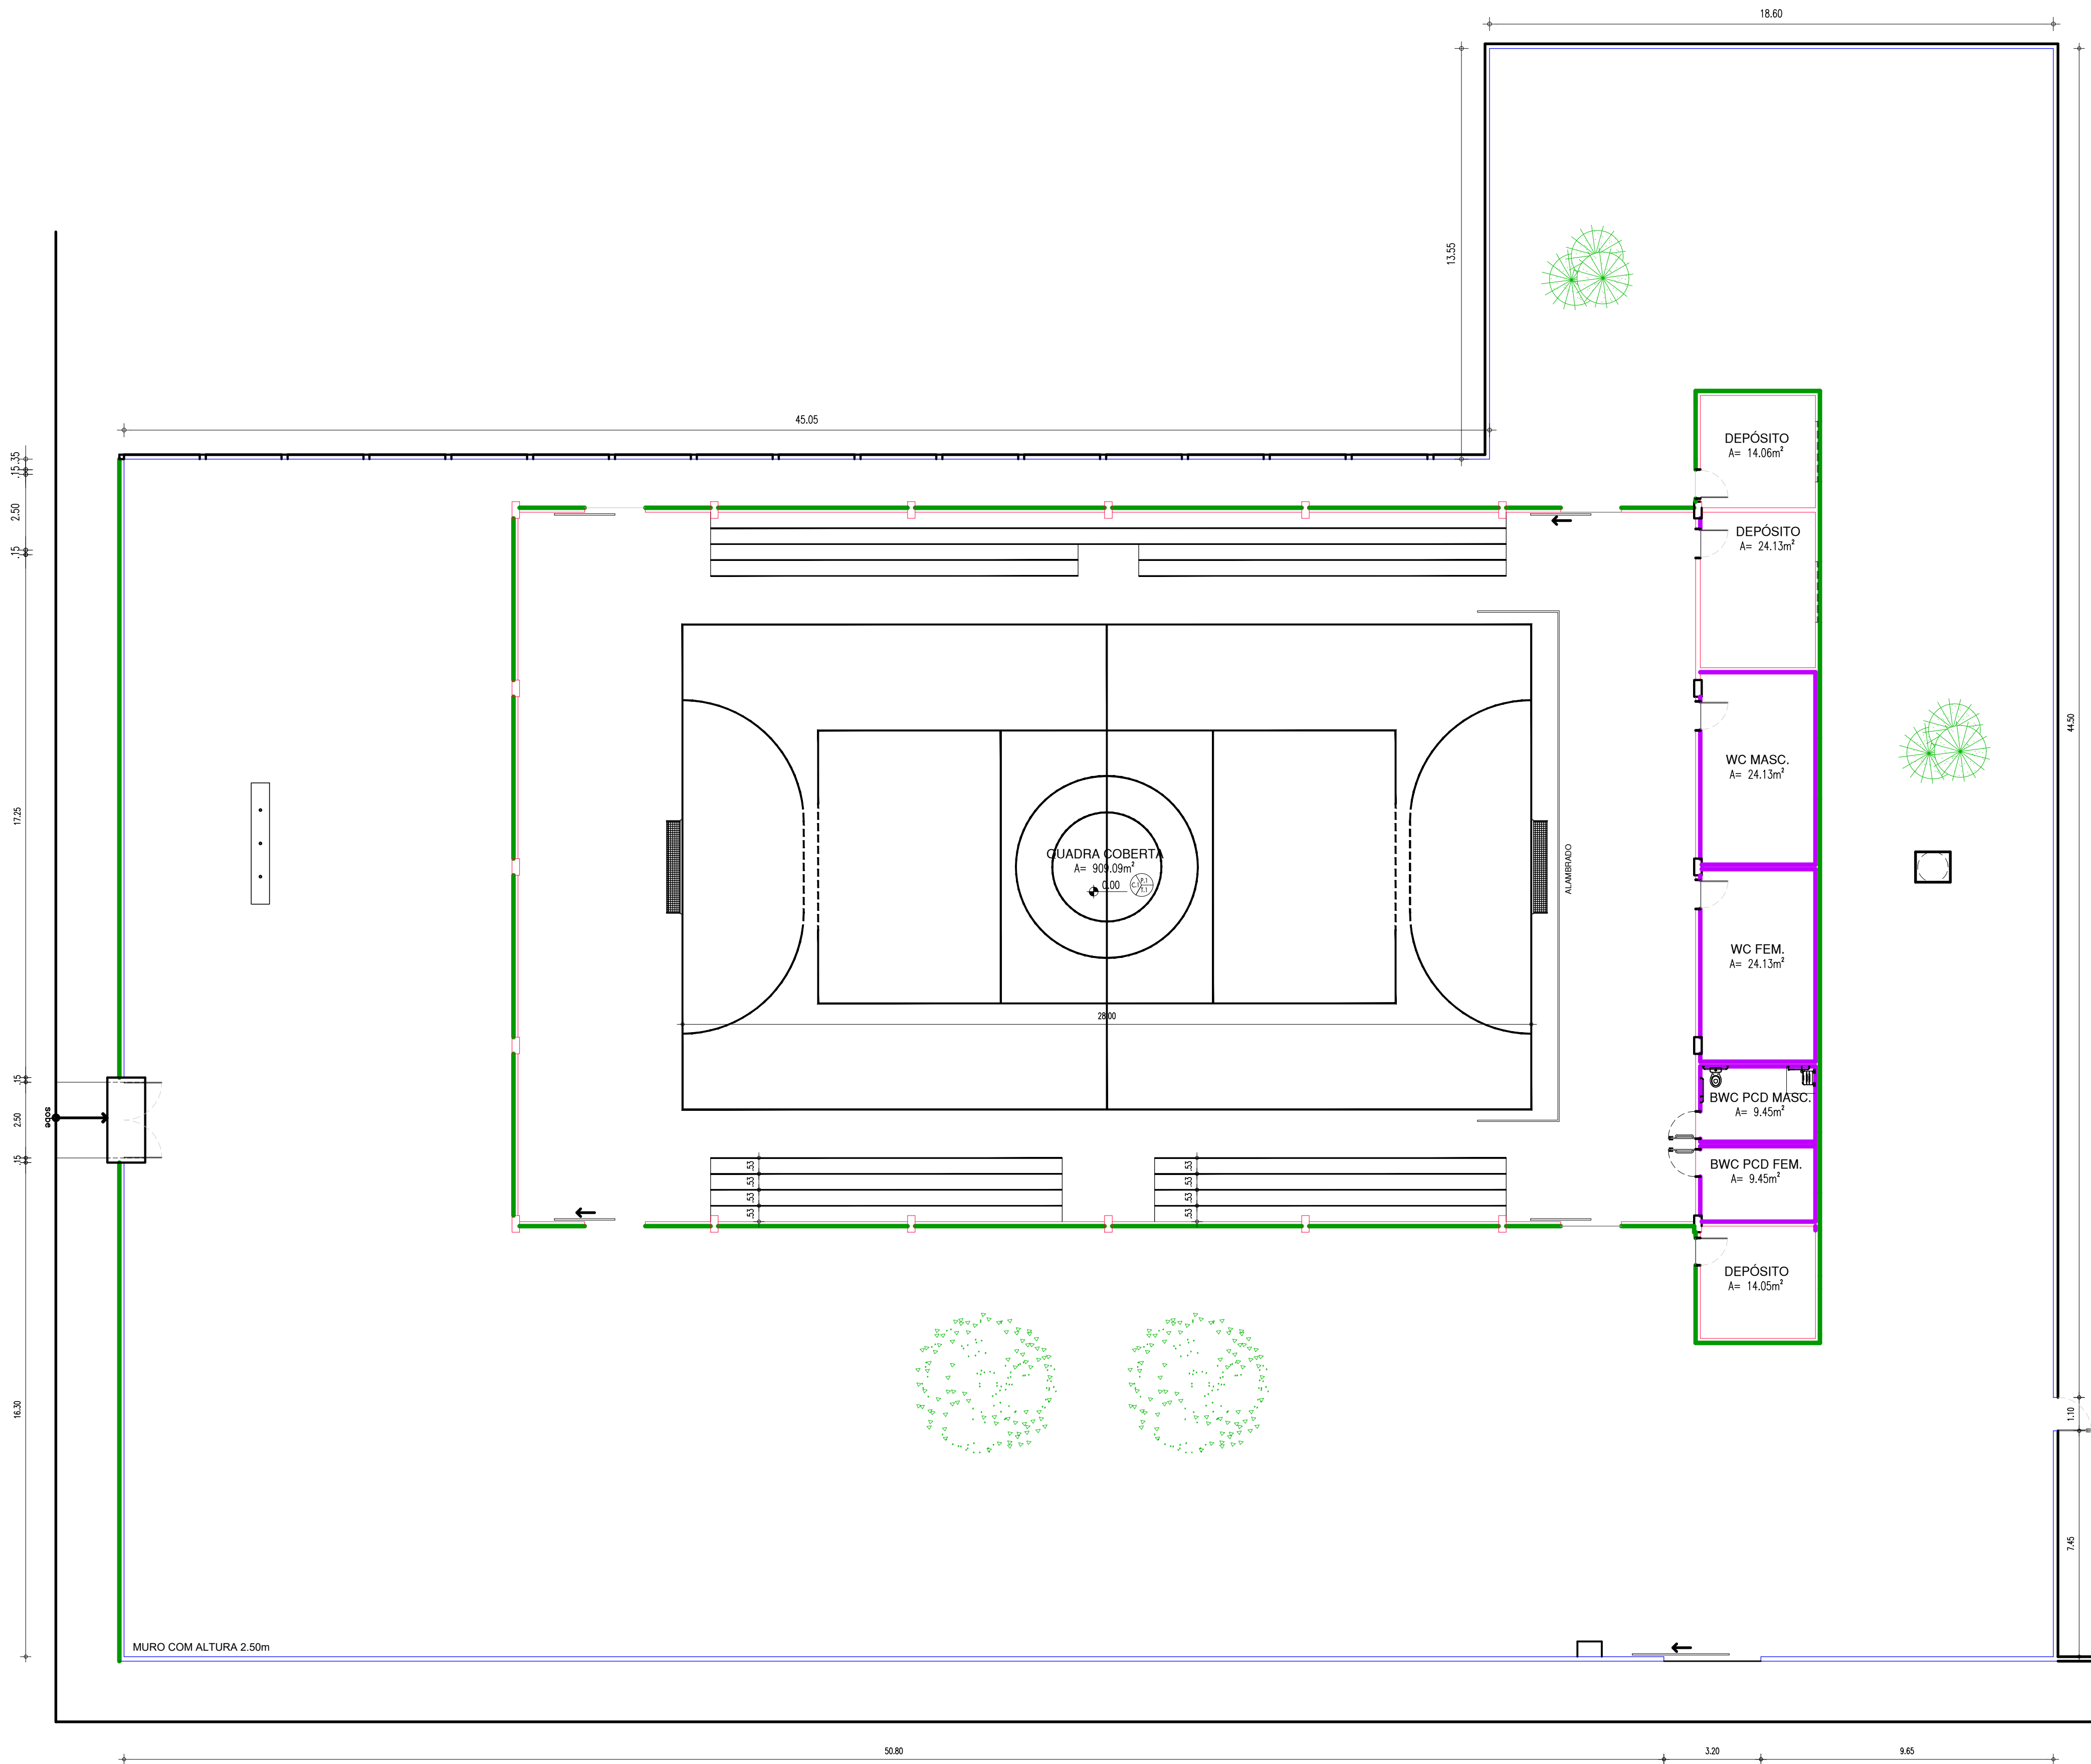 18.60
13.55
45.05
.15
.35
2.50
.15
DEPÓSITO
A= 14.06m²
DEPÓSITO
A= 24.13m²
44.50
WC MASC.
A= 24.13m²
17.25
QUADRA COBERTA
A= 909.09m²
0.00
C.1
P.1
T.1
ALAMBRADO
WC FEM.
A= 24.13m²
28.00
.15
2.50
.15
sobe
BWC PCD MASC.
A= 9.45m²
BWC PCD FEM.
A= 9.45m²
.53
.53
.53
.53
.53
.53
.53
.53
DEPÓSITO
A= 14.05m²
16.30
1.10
7.45
MURO COM ALTURA 2.50m
50.80
3.20
9.65